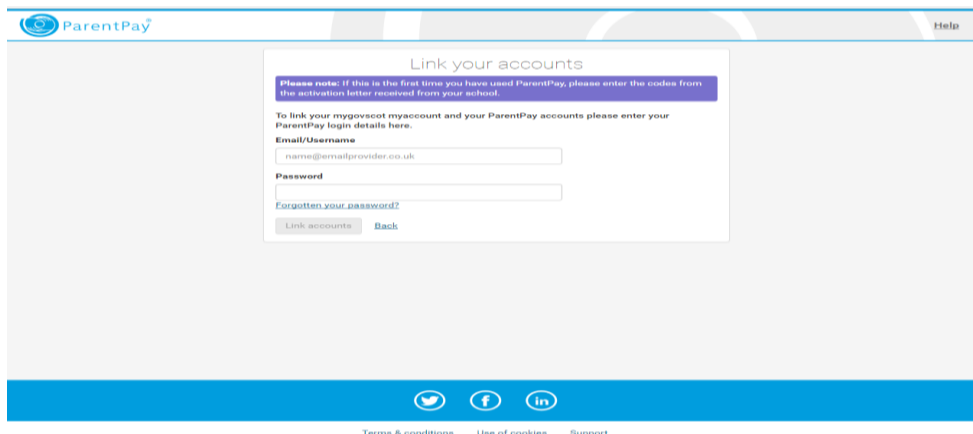 ParentPay
Help
Link your accounts
Please note: If this is the first time you have used ParentPay, please enter the codes from
the activation letter received from your school.
To link your mygovscot myaccount and your ParentPay accounts please enter your
ParentPay login details here.
Email/Username
name@emailprovider.co.uk
Password
Forgotten your password?
Link accounts Back
Terms & conditions Use of cookies Support